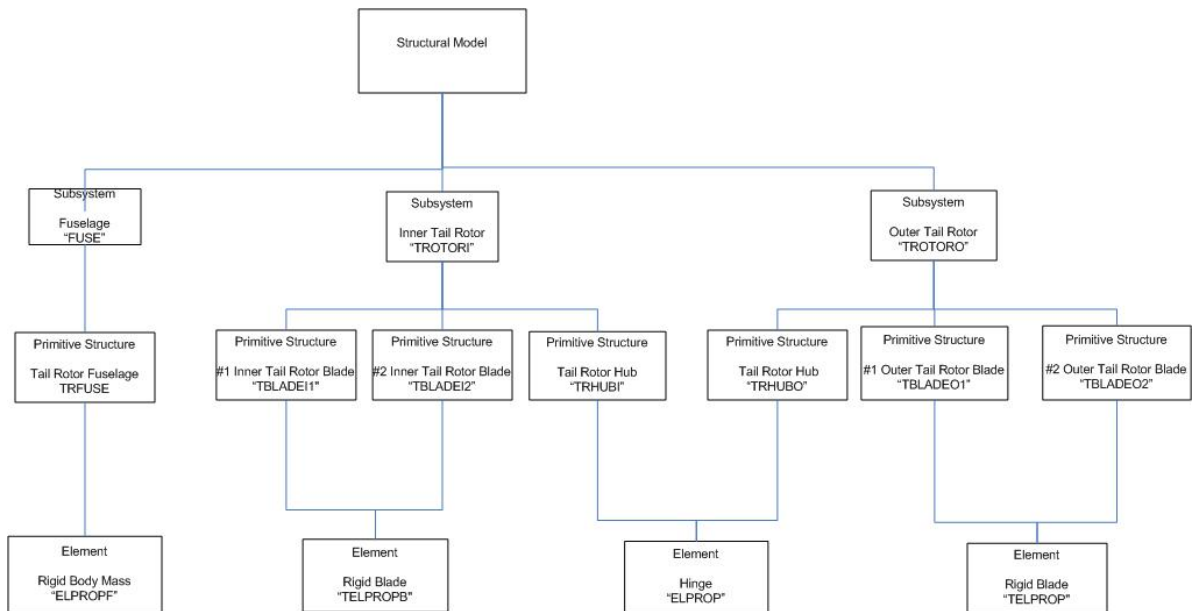 Structural Model
Subsystem
Fuselage
"FUSE"
Subsystem
Inner Tail Rotor
"TROTORI"
Subsystem
Outer Tail Rotor
"TROTORO"
Primitive Structure
Tail Rotor Fuselage
TRFUSE
Primitive Structure
#1 Inner Tail Rotor Blade
"TBLADEI1"
Primitive Structure
#2 Inner Tail Rotor Blade
"TBLADEI2"
Primitive Structure
Tail Rotor Hub
"TRHUBI"
Primitive Structure
Tail Rotor Hub
"TRHUBO"
Primitive Structure
#1 Outer Tail Rotor Blade
"TBLADEO1"
Primitive Structure
#2 Outer Tail Rotor Blade
"TBLADEO2"
Element
Rigid Body Mass
"ELPROPF"
Element
Rigid Blade
"TELPROPB"
Element
Hinge
"ELPROP"
Element
Rigid Blade
"TELPROP"